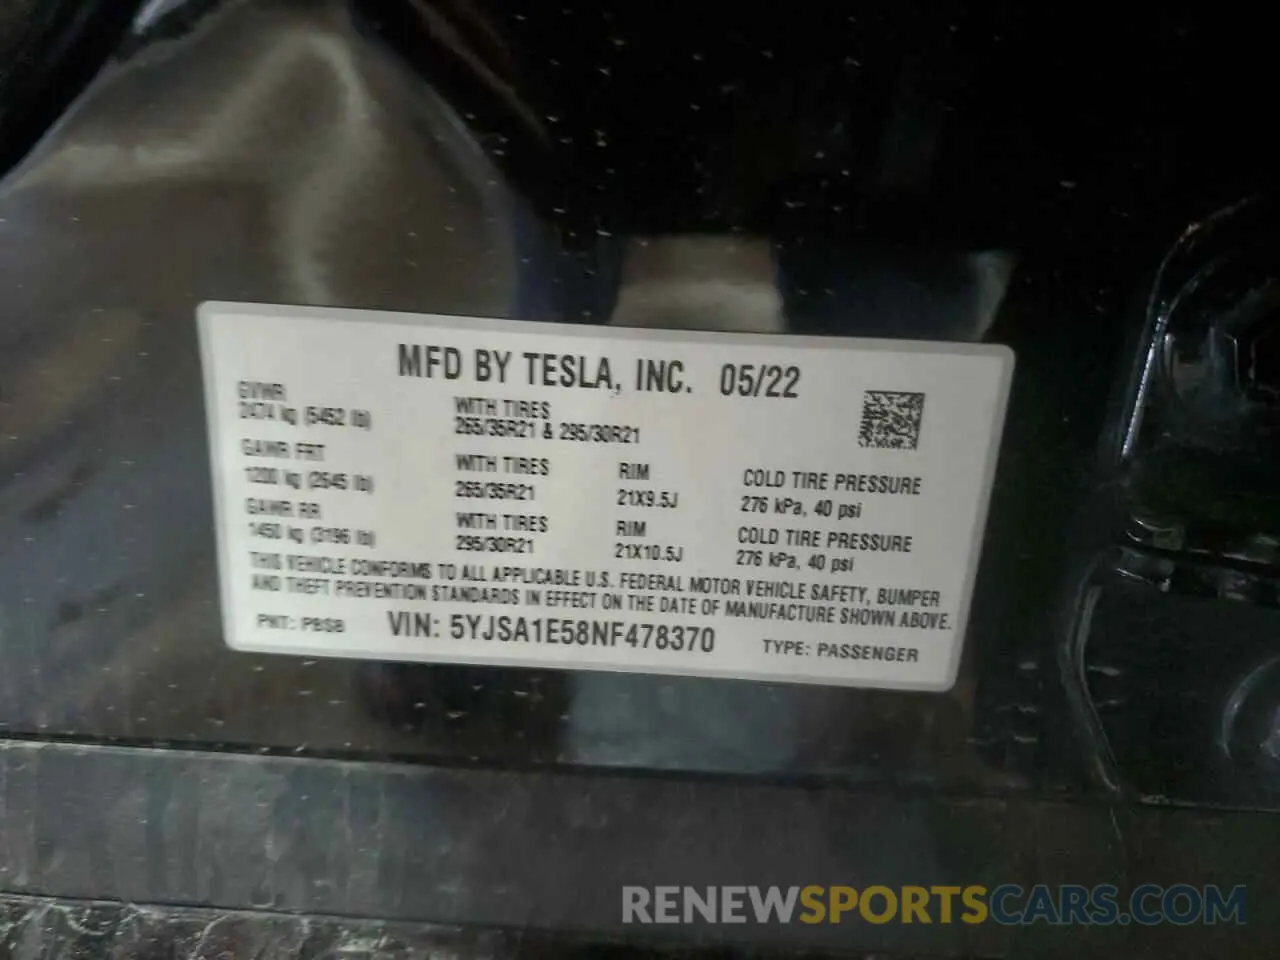 MFD BY TESLA, INC. 05/22
GVWR
2474 kg (5452 lb)
WITH TIRES
265/35R21 & 295/30R21
GAWR FRT
1200 kg (2645 lb)
WITH TIRES
265/35R21
RIM
21X9.5J
COLD TIRE PRESSURE
276 kPa, 40 psi
GAWR RR
1450 kg (3196 lb)
WITH TIRES
295/30R21
RIM
21X10.5J
COLD TIRE PRESSURE
276 kPa, 40 psi
THIS VEHICLE CONFORMS TO ALL APPLICABLE U.S. FEDERAL MOTOR VEHICLE SAFETY, BUMPER
AND THEFT PREVENTION STANDARDS IN EFFECT ON THE DATE OF MANUFACTURE SHOWN ABOVE.
PNT: PBSB VIN: 5YJSA1E58NF478370 TYPE: PASSENGER
RENEWSPORTSCARS.COM